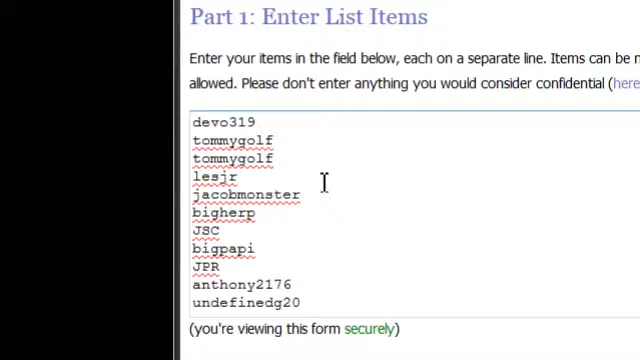 Part 1: Enter List Items
Enter your items in the field below, each on a separate line. Items can be
allowed. Please don't enter anything you would consider confidential (here
devo319
tommygolf
tommygolf
lesjr
jacobmonster
bigherp
JSC
bigpapi
JPR
anthony2176
undefinedg20
(you're viewing this form securely)